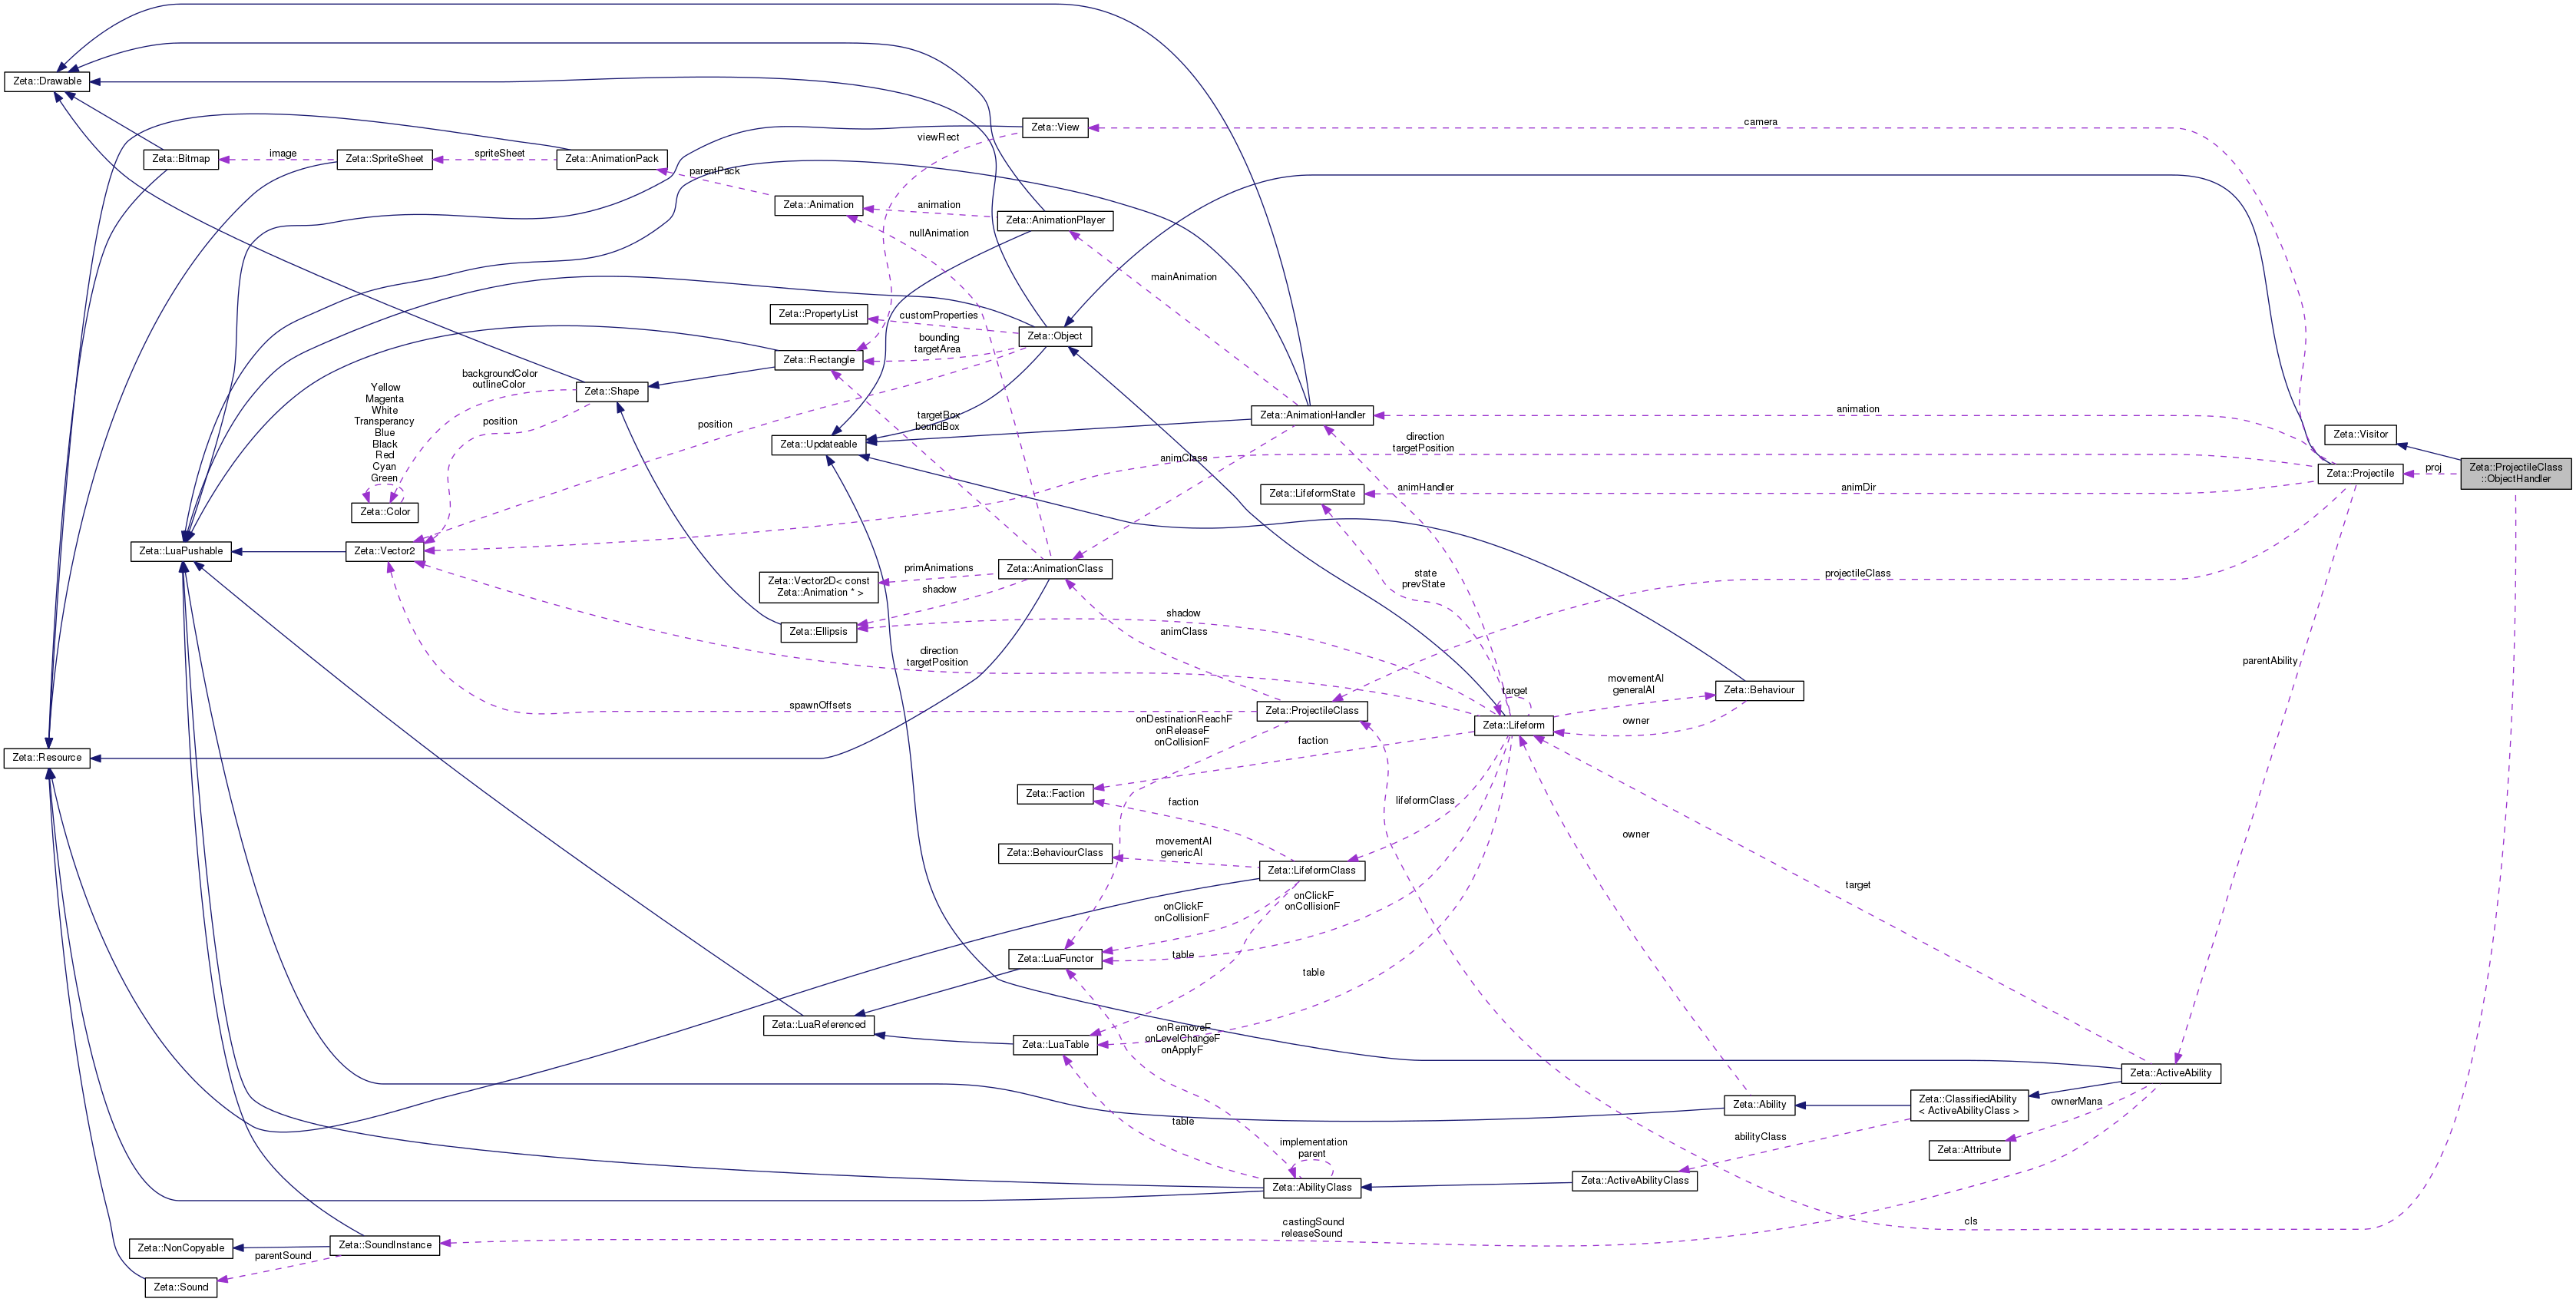 Zeta::Drawable
Zeta::View
camera
viewRect
Zeta::Bitmap
image
Zeta::SpriteSheet
spriteSheet
Zeta::AnimationPack
parentPack
Zeta::Animation
animation
Zeta::AnimationPlayer
nullAnimation
mainAnimation
Zeta::PropertyList
customProperties
Zeta::Object
bounding
targetArea
Zeta::Rectangle
backgroundColor
outlineColor
Zeta::Shape
Yellow
Magenta
White
Transperancy
Blue
Black
Red
Cyan
Green
position
position
targetBox
boundBox
Zeta::AnimationHandler
animation
Zeta::Updateable
direction
targetPosition
Zeta::Visitor
animClass
Zeta::Projectile
proj
Zeta::ProjectileClass
::ObjectHandler
Zeta::LifeformState
animHandler
animDir
Zeta::Color
Zeta::LuaPushable
Zeta::Vector2
Zeta::AnimationClass
primAnimations
Zeta::Vector2D< const
Zeta::Animation * >
shadow
state
prevState
projectileClass
shadow
Zeta::Ellipsis
animClass
direction
targetPosition
parentAbility
movementAI
generalAI
Zeta::Behaviour
target
spawnOffsets
Zeta::ProjectileClass
Zeta::Lifeform
owner
onDestinationReachF
onReleaseF
onCollisionF
faction
Zeta::Resource
Zeta::Faction
faction
lifeformClass
owner
Zeta::BehaviourClass
movementAI
genericAI
Zeta::LifeformClass
target
onClickF
onCollisionF
onClickF
onCollisionF
Zeta::LuaFunctor
table
table
Zeta::LuaReferenced
Zeta::LuaTable
onRemoveF
onLevelChangeF
onApplyF
Zeta::ActiveAbility
Zeta::Ability
Zeta::ClassifiedAbility
< ActiveAbilityClass >
ownerMana
table
implementation
parent
abilityClass
Zeta::Attribute
Zeta::AbilityClass
Zeta::ActiveAbilityClass
castingSound
releaseSound
cls
Zeta::NonCopyable
Zeta::SoundInstance
parentSound
Zeta::Sound